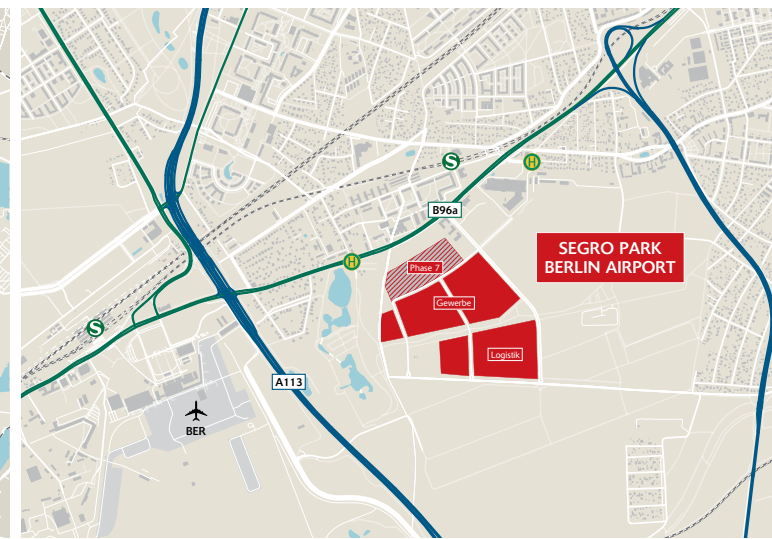 S
H
B96a
H
SEGRO PARK
BERLIN AIRPORT
Phase 7
Gewerbe
S
Logistik
A113
BER